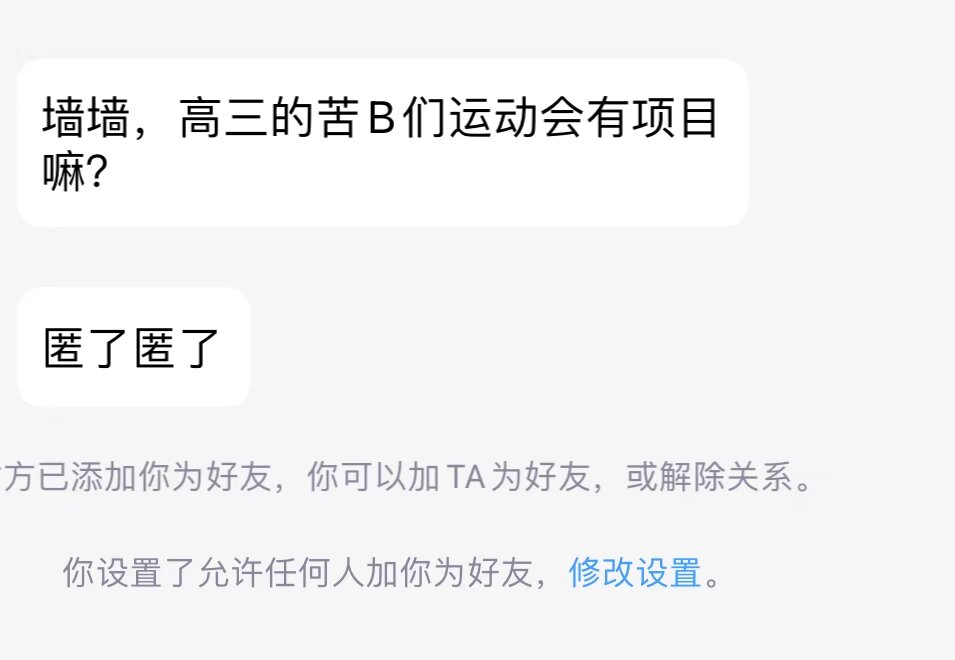 墙墙，高三的苦B们运动会有项目
嘛？
匿了匿了
方已添加你为好友，你可以加TA为好友，或解除关系。
你设置了允许任何人加你为好友，修改设置。